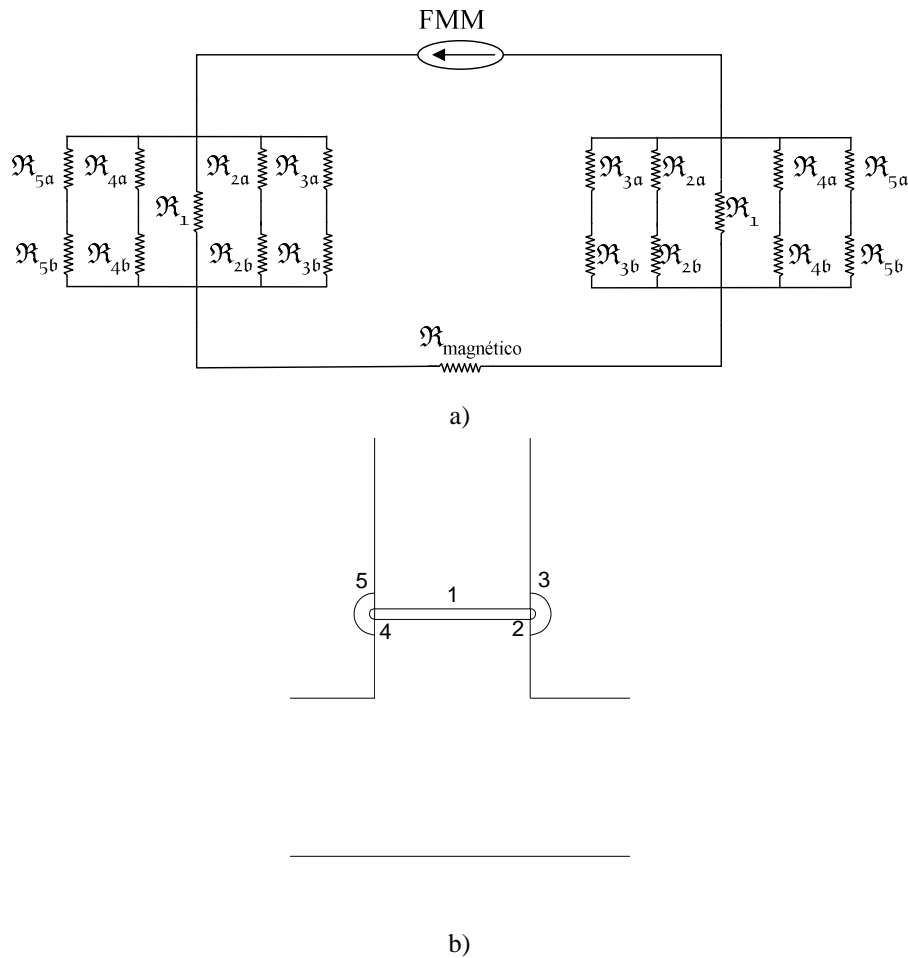 FMM
ℜ5a ℜ4a ℜ2a ℜ3a ℜ3a ℜ2a ℜ4a ℜ5a
ℜ1 ℜ1
ℜ5b ℜ4b ℜ2b ℜ3b ℜ3b ℜ2b ℜ4b ℜ5b
ℜmagnético
a)
5 1 3
4 2
b)